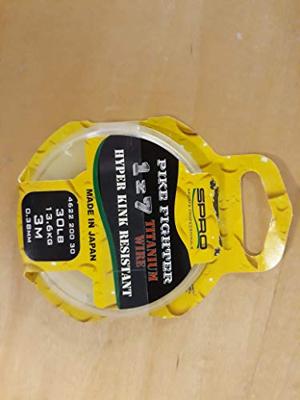 SPRO
PIKE FIGHTER
1x7 TITANIUM
WIRE
HYPER KINK RESISTANT
4622 200 30
30LB
13,6KG
3M
0.38MM
MADE IN JAPAN